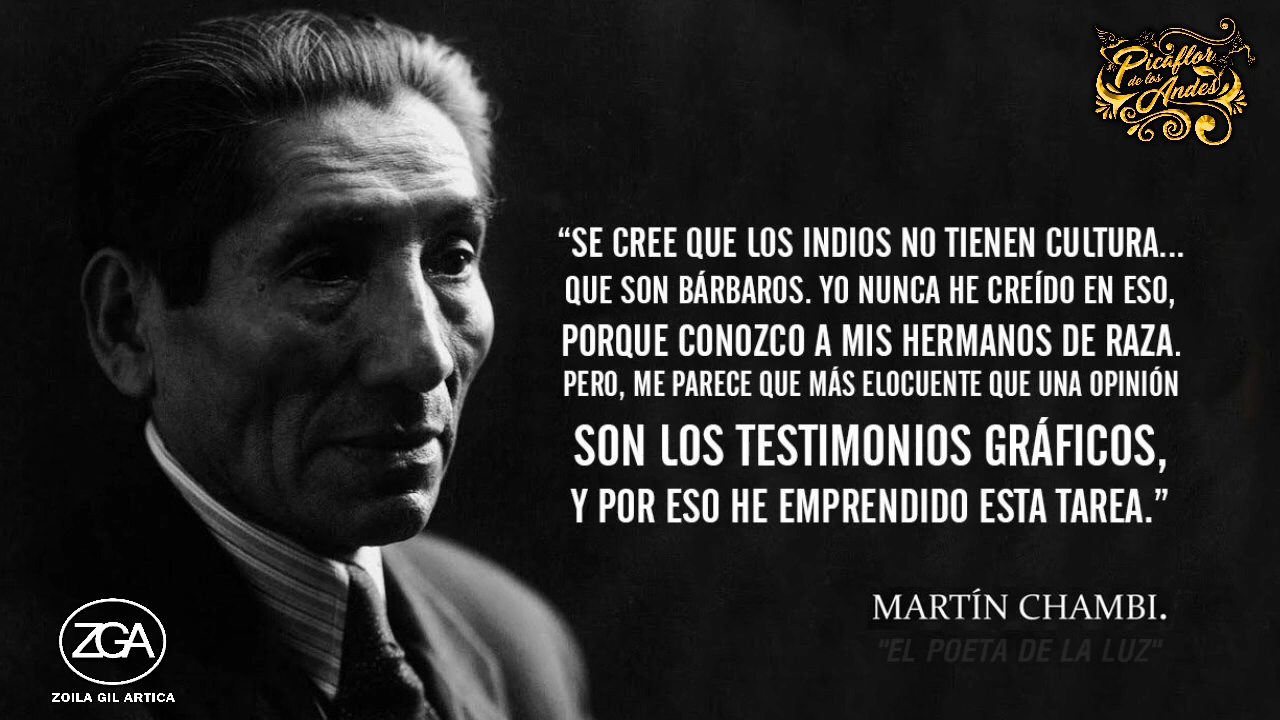 Picaflor
de los
Andes
“SE CREE QUE LOS INDIOS NO TIENEN CULTURA...
QUE SON BÁRBAROS. YO NUNCA HE CREÍDO EN ESO,
PORQUE CONOZCO A MIS HERMANOS DE RAZA.
PERO, ME PARECE QUE MÁS ELOCUENTE QUE UNA OPINIÓN
SON LOS TESTIMONIOS GRÁFICOS,
Y POR ESO HE EMPRENDIDO ESTA TAREA.”
MARTÍN CHAMBI.
"EL POETA DE LA LUZ"
ZGA
ZOILA GIL ARTICA